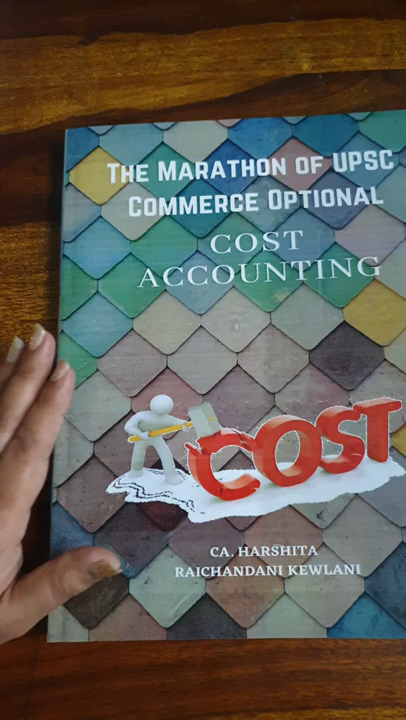 THE MARATHON OF UPSC
COMMERCE OPTIONAL
COST
ACCOUNTING
COST
CA. HARSHITA
RAICHANDANI KEWLANI